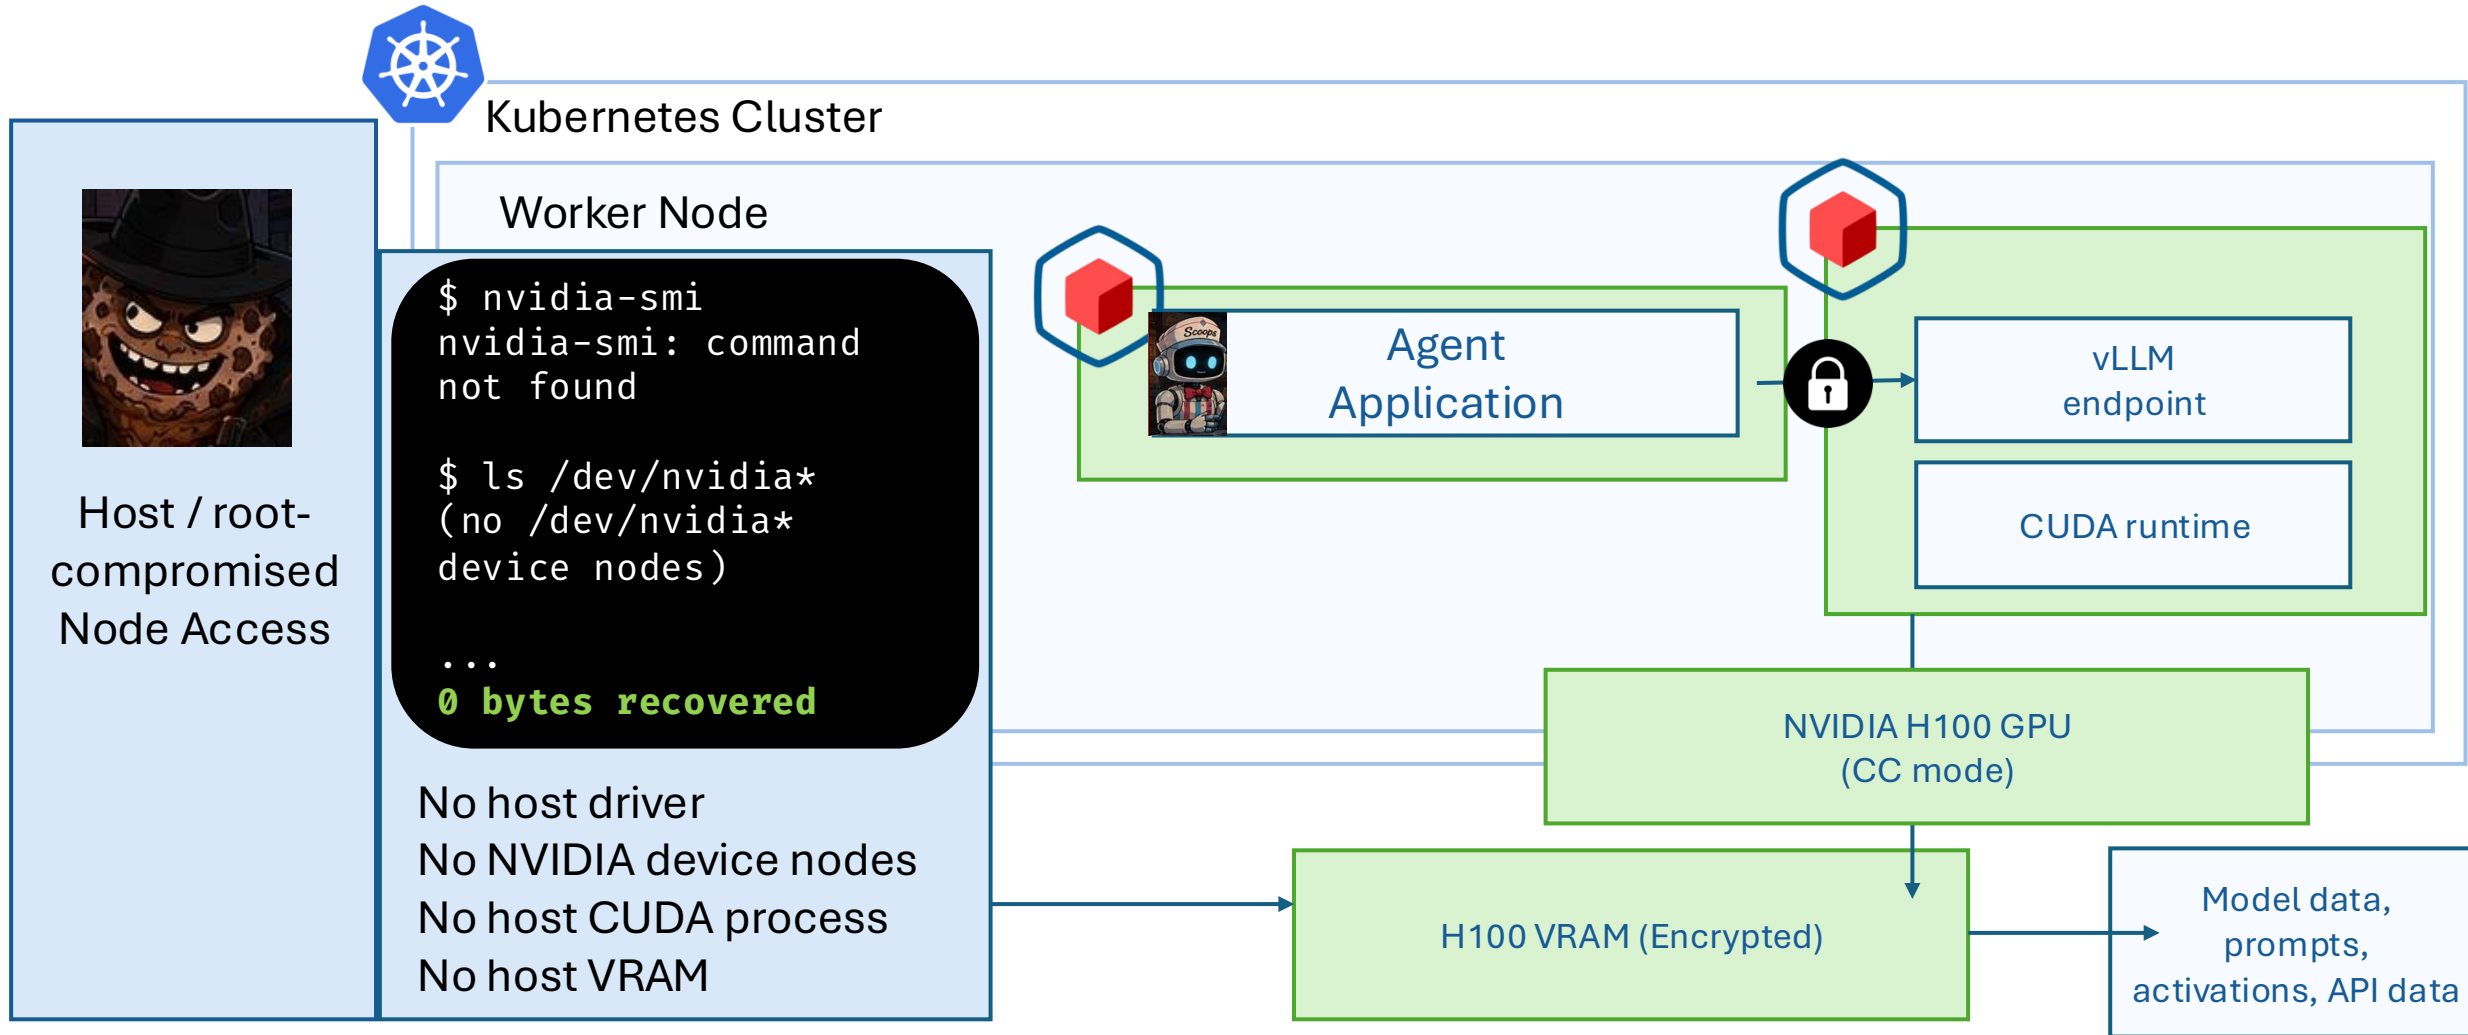 Kubernetes Cluster
Worker Node
Host / root-
compromised
Node Access
$ nvidia-smi
nvidia-smi: command
not found
$ ls /dev/nvidia*
(no /dev/nvidia*
device nodes)
...
0 bytes recovered
No host driver
No NVIDIA device nodes
No host CUDA process
No host VRAM
Scoops
Agent
Application
vLLM
endpoint
CUDA runtime
NVIDIA H100 GPU
(CC mode)
H100 VRAM (Encrypted)
Model data,
prompts,
activations, API data